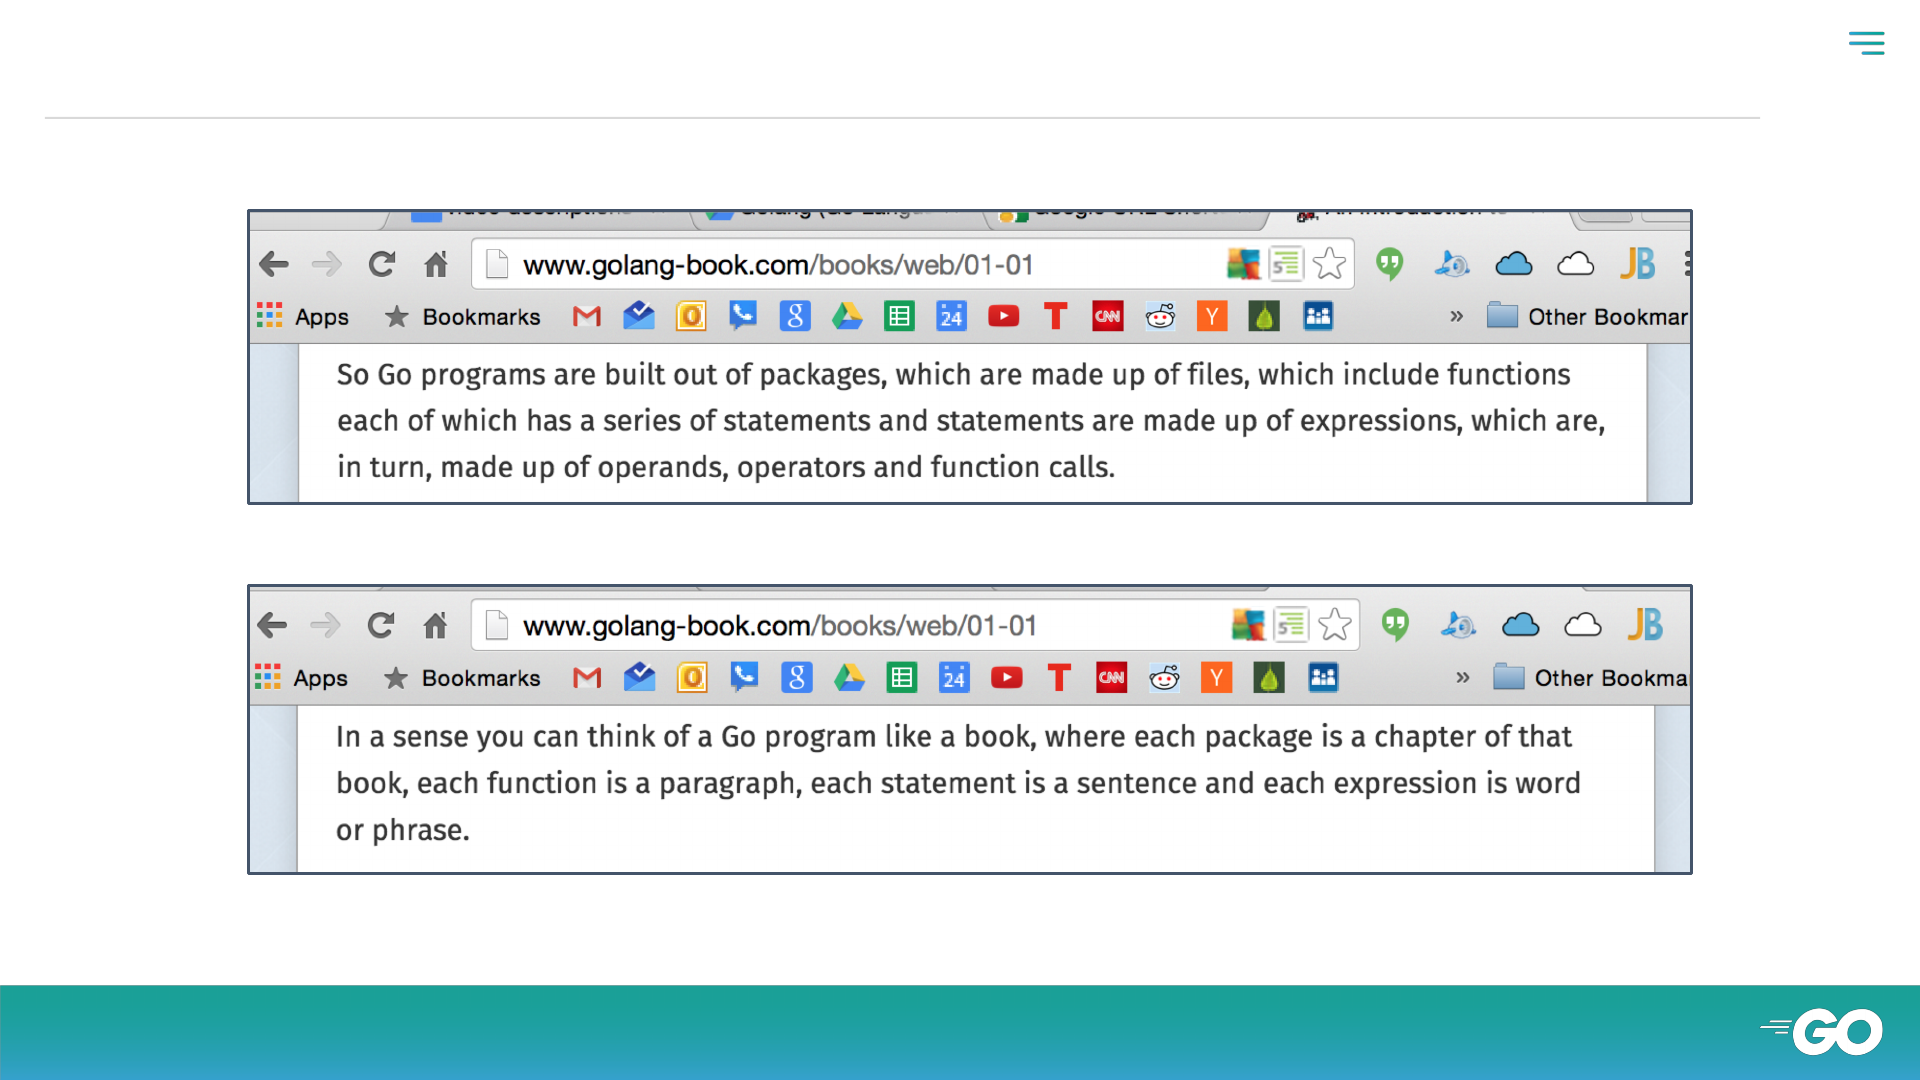 www.golang-book.com/books/web/01-01
Apps Bookmarks 24 T CNN Y » Other Bookmar
So Go programs are built out of packages, which are made up of files, which include functions
each of which has a series of statements and statements are made up of expressions, which are,
in turn, made up of operands, operators and function calls.
www.golang-book.com/books/web/01-01
Apps Bookmarks 24 T CNN Y » Other Bookma
In a sense you can think of a Go program like a book, where each package is a chapter of that
book, each function is a paragraph, each statement is a sentence and each expression is word
or phrase.
GO